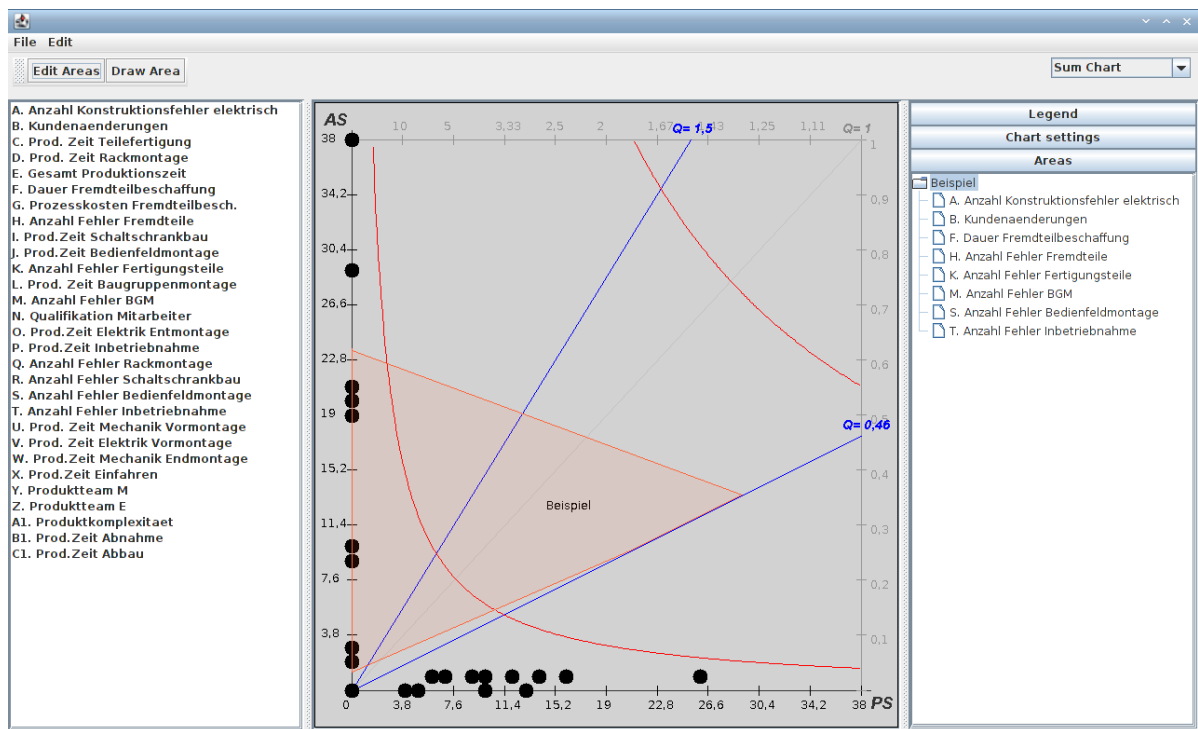 File Edit
Edit Areas Draw Area
Sum Chart
A. Anzahl Konstruktionsfehler elektrisch
B. Kundenaenderungen
C. Prod. Zeit Teilefertigung
D. Prod. Zeit Rackmontage
E. Gesamt Produktionszeit
F. Dauer Fremdteilbeschaffung
G. Prozesskosten Fremdteilbesch.
H. Anzahl Fehler Fremdteile
I. Prod.Zeit Schaltschrankbau
J. Prod.Zeit Bedienfeldmontage
K. Anzahl Fehler Fertigungsteile
L. Prod. Zeit Baugruppenmontage
M. Anzahl Fehler BGM
N. Qualifikation Mitarbeiter
O. Prod.Zeit Elektrik Entmontage
P. Prod.Zeit Inbetriebnahme
Q. Anzahl Fehler Rackmontage
R. Anzahl Fehler Schaltschrankbau
S. Anzahl Fehler Bedienfeldmontage
T. Anzahl Fehler Inbetriebnahme
U. Prod. Zeit Mechanik Vormontage
V. Prod. Zeit Elektrik Vormontage
W. Prod.Zeit Mechanik Endmontage
X. Prod.Zeit Einfahren
Y. Produktteam M
Z. Produktteam E
A1. Produktkomplexitaet
B1. Prod.Zeit Abnahme
C1. Prod.Zeit Abbau
AS
10 5 3,33 2,5 2 1,67 Q= 1,5 1,25 1,11 Q= 1
38 1
34,2 0,9
30,4 0,8
26,6 0,7
22,8 0,6
19
Q= 0,46
15,2 0,4
Beispiel
11,4 0,3
7,6 0,2
3,8 0,1
0 3,8 7,6 11,4 15,2 19 22,8 26,6 30,4 34,2 38 PS
Legend
Chart settings
Areas
Beispiel
A. Anzahl Konstruktionsfehler elektrisch
B. Kundenaenderungen
F. Dauer Fremdteilbeschaffung
H. Anzahl Fehler Fremdteile
K. Anzahl Fehler Fertigungsteile
M. Anzahl Fehler BGM
S. Anzahl Fehler Bedienfeldmontage
T. Anzahl Fehler Inbetriebnahme